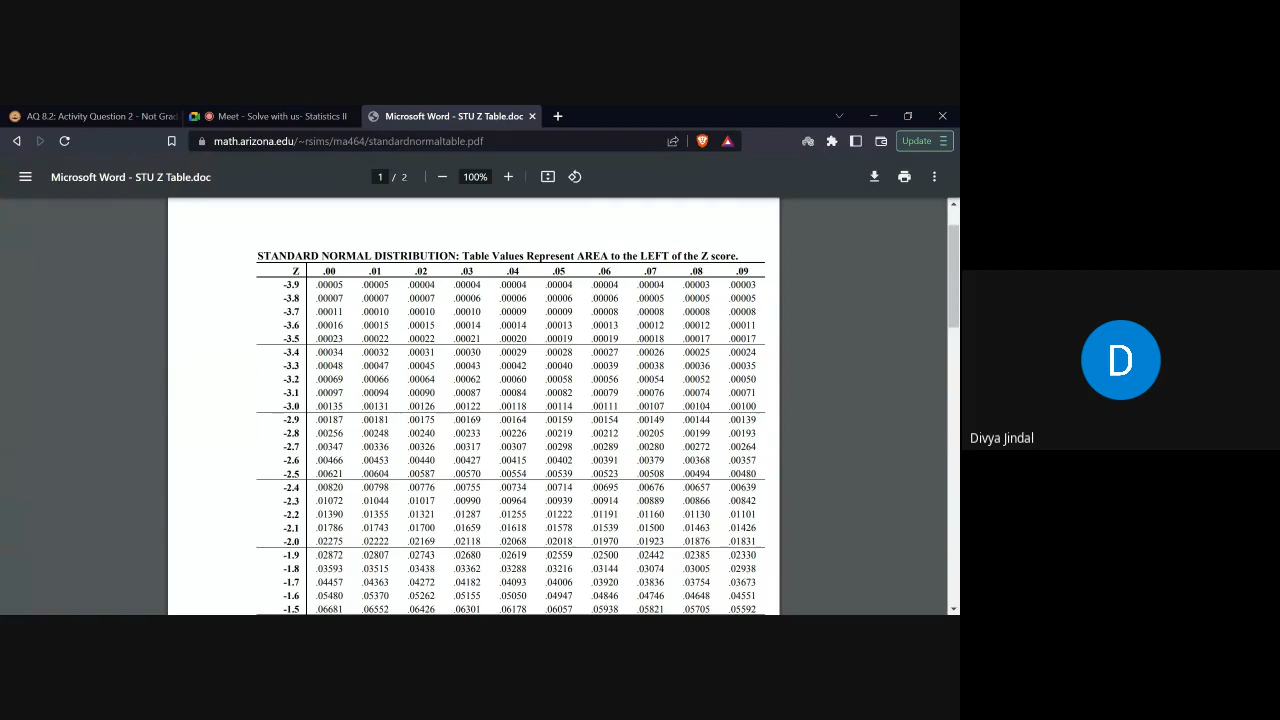 AQ 8.2: Activity Question 2 - Not Grad
Meet - Solve with us- Statistics II
Microsoft Word - STU Z Table.doc
math.arizona.edu/~rsims/ma464/standardnormaltable.pdf
Update
Microsoft Word - STU Z Table.doc
1 / 2
100%
STANDARD NORMAL DISTRIBUTION: Table Values Represent AREA to the LEFT of the Z score.
Z .00 .01 .02 .03 .04 .05 .06 .07 .08 .09
-3.9 .00005 .00005 .00004 .00004 .00004 .00004 .00004 .00004 .00003 .00003
-3.8 .00007 .00007 .00007 .00006 .00006 .00006 .00006 .00005 .00005 .00005
-3.7 .00011 .00010 .00010 .00010 .00009 .00009 .00008 .00008 .00008 .00008
-3.6 .00016 .00015 .00015 .00014 .00014 .00013 .00013 .00012 .00012 .00011
-3.5 .00023 .00022 .00022 .00021 .00020 .00019 .00019 .00018 .00017 .00017
-3.4 .00034 .00032 .00031 .00030 .00029 .00028 .00027 .00026 .00025 .00024
-3.3 .00048 .00047 .00045 .00043 .00042 .00040 .00039 .00038 .00036 .00035
-3.2 .00069 .00066 .00064 .00062 .00060 .00058 .00056 .00054 .00052 .00050
-3.1 .00097 .00094 .00090 .00087 .00084 .00082 .00079 .00076 .00074 .00071
-3.0 .00135 .00131 .00126 .00122 .00118 .00114 .00111 .00107 .00104 .00100
-2.9 .00187 .00181 .00175 .00169 .00164 .00159 .00154 .00149 .00144 .00139
-2.8 .00256 .00248 .00240 .00233 .00226 .00219 .00212 .00205 .00199 .00193
-2.7 .00347 .00336 .00326 .00317 .00307 .00298 .00289 .00280 .00272 .00264
-2.6 .00466 .00453 .00440 .00427 .00415 .00402 .00391 .00379 .00368 .00357
-2.5 .00621 .00604 .00587 .00570 .00554 .00539 .00523 .00508 .00494 .00480
-2.4 .00820 .00798 .00776 .00755 .00734 .00714 .00695 .00676 .00657 .00639
-2.3 .01072 .01044 .01017 .00990 .00964 .00939 .00914 .00889 .00866 .00842
-2.2 .01390 .01355 .01321 .01287 .01255 .01222 .01191 .01160 .01130 .01101
-2.1 .01786 .01743 .01700 .01659 .01618 .01578 .01539 .01500 .01463 .01426
-2.0 .02275 .02222 .02169 .02118 .02068 .02018 .01970 .01923 .01876 .01831
-1.9 .02872 .02807 .02743 .02680 .02619 .02559 .02500 .02442 .02385 .02330
-1.8 .03593 .03515 .03438 .03362 .03288 .03216 .03144 .03074 .03005 .02938
-1.7 .04457 .04363 .04272 .04182 .04093 .04006 .03920 .03836 .03754 .03673
-1.6 .05480 .05370 .05262 .05155 .05050 .04947 .04846 .04746 .04648 .04551
-1.5 .06681 .06552 .06426 .06301 .06178 .06057 .05938 .05821 .05705 .05592
D
Divya Jindal